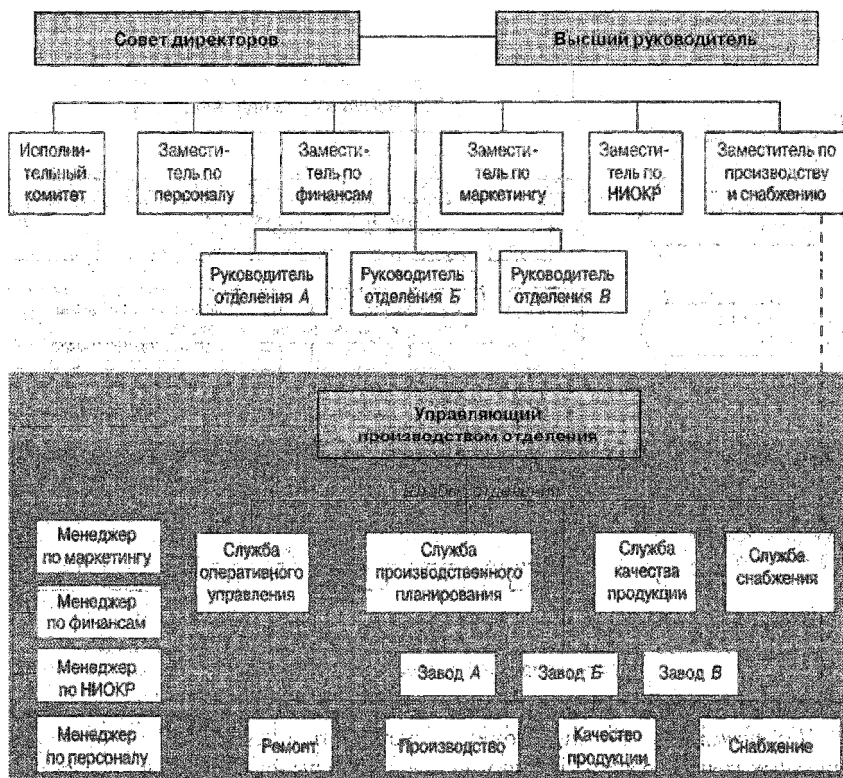 Совет директоров
Высший руководитель
Исполни-
тельный
комитет
Замести-
тель по
персоналу
Замести-
тель по
финансам
Замести-
тель по
маркетингу
Замести-
тель по
НИОКР
Заместитель по
производству
и снабжению
Руководитель
отделения А
Руководитель
отделения Б
Руководитель
отделения В
Управляющий
производством отделения
Менеджер
по маркетингу
Менеджер
по финансам
Менеджер
по НИОКР
Менеджер
по персоналу
Служба
оперативного
управления
Служба
производственного
планирования
Служба
качества
продукции
Служба
снабжения
Завод А
Завод Б
Завод В
Ремонт
Производство
Качество
продукции
Снабжение